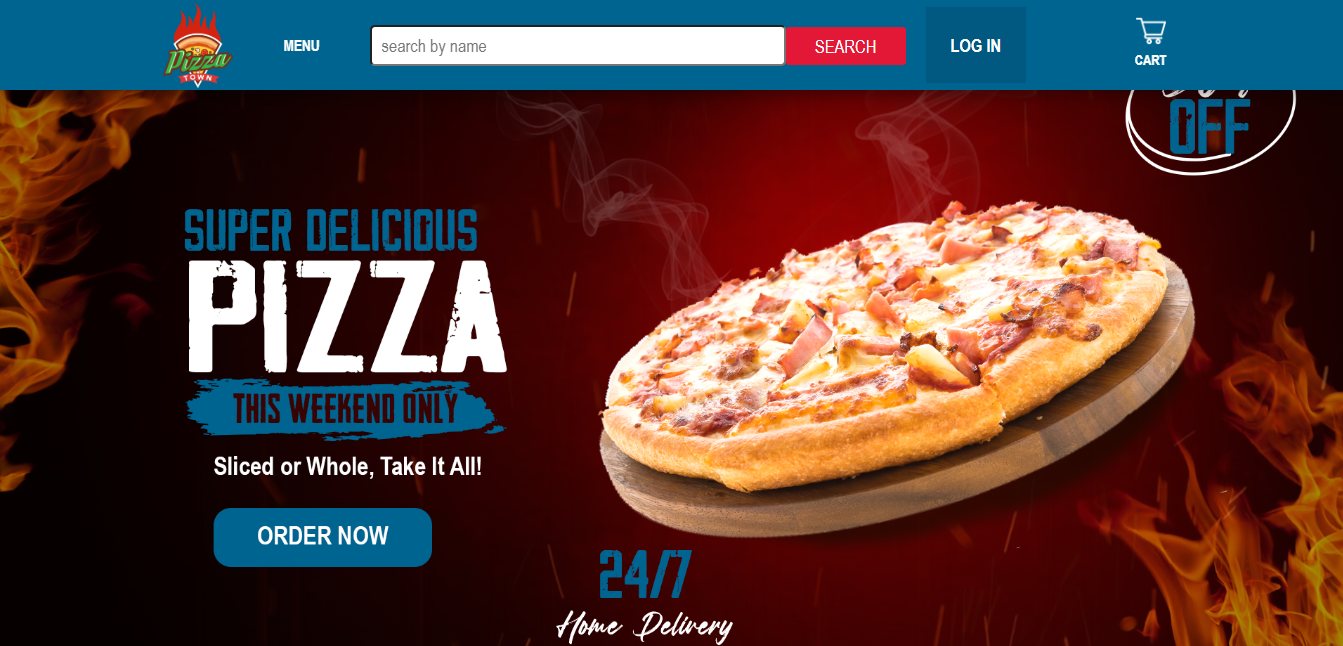 Pizza
TOWN
MENU
search by name
SEARCH
LOG IN
CART
OFF
SUPER DELICIOUS
PIZZA
THIS WEEKEND ONLY
Sliced or Whole, Take It All!
ORDER NOW
24/7
Home Delivery